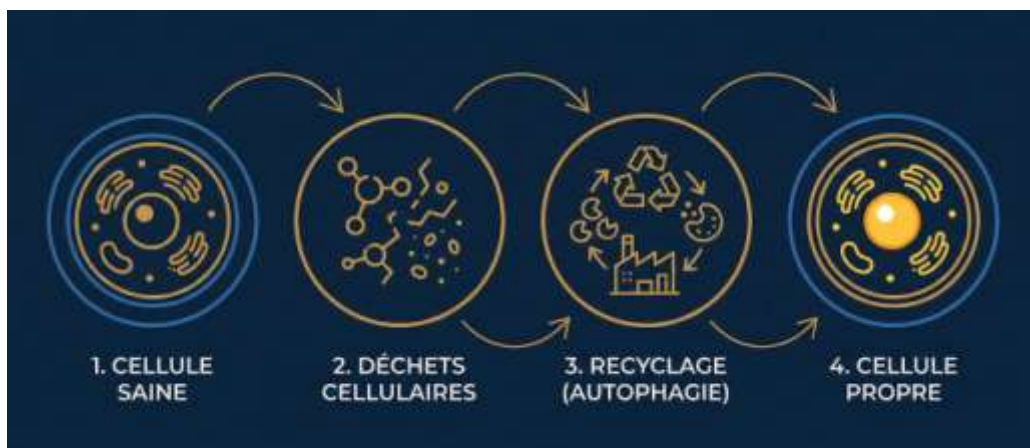 1. CELLULE
SAINE
2. DÉCHETS
CELLULAIRES
3. RECYCLAGE
(AUTOPHAGIE)
4. CELLULE
PROPRE